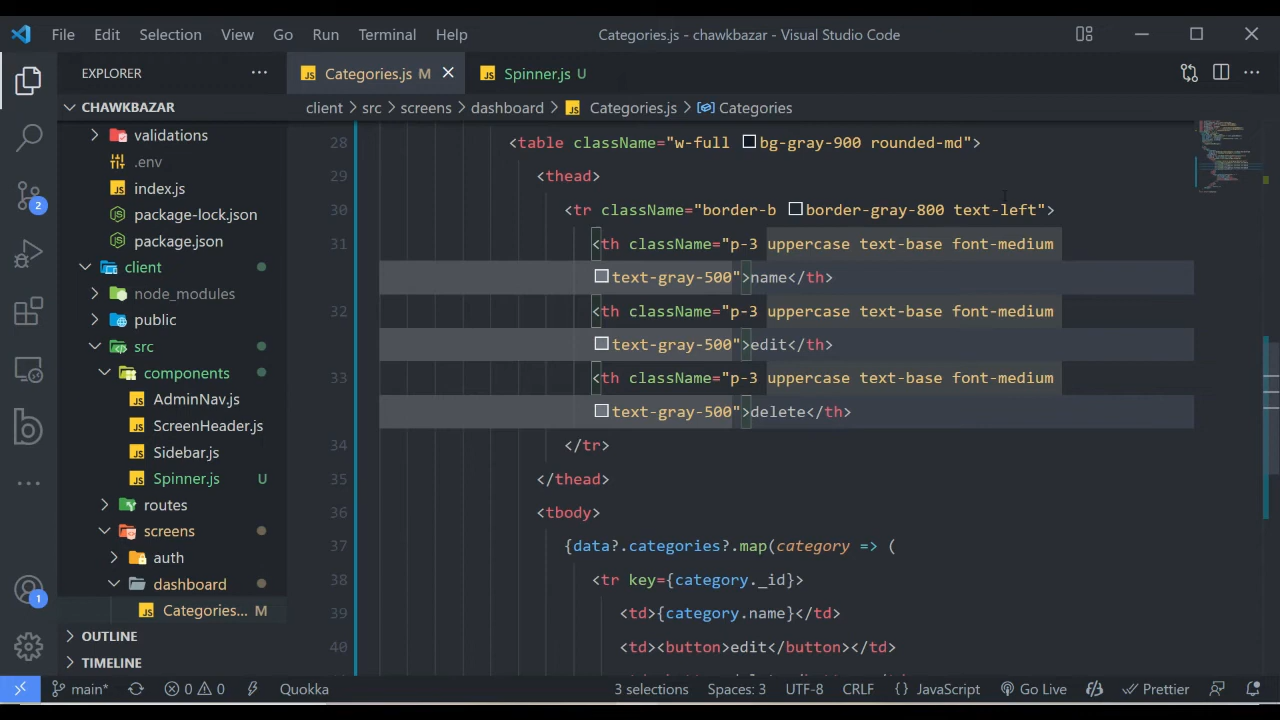 File Edit Selection View Go Run Terminal Help Categories.js - chawkbazar - Visual Studio Code
EXPLORER
Categories.js M
Spinner.js U
CHAWKBAZAR
client > src > screens > dashboard > Categories.js > Categories
validations
.env
index.js
package-lock.json
package.json
client
node_modules
public
src
components
AdminNav.js
ScreenHeader.js
Sidebar.js
Spinner.js U
routes
screens
auth
dashboard
Categories... M
OUTLINE
TIMELINE
28 <table className="w-full bg-gray-900 rounded-md">
29 <thead>
30 <tr className="border-b border-gray-800 text-left">
31 <th className="p-3 uppercase text-base font-medium
text-gray-500">name</th>
32 <th className="p-3 uppercase text-base font-medium
text-gray-500">edit</th>
33 <th className="p-3 uppercase text-base font-medium
text-gray-500">delete</th>
34 </tr>
35 </thead>
36 <tbody>
37 {data?.categories?.map(category => (
38 <tr key={category._id}>
39 <td>{category.name}</td>
40 <td><button>edit</button></td>
2
1
main* 0 0 Quokka 3 selections Spaces: 3 UTF-8 CRLF {} JavaScript Go Live Prettier